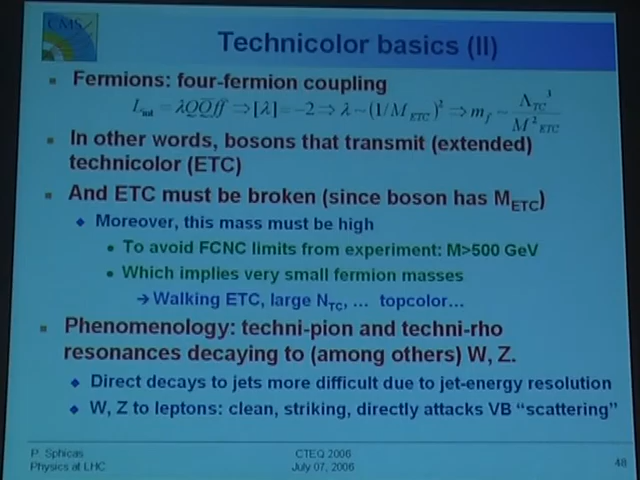 CMS
Technicolor basics (II)
Fermions: four-fermion coupling
L_int = λQQff ⇒ [λ] = −2 ⇒ λ ~ (1/M_ETC)² ⇒ m_f ~ Λ_TC³ / M²_ETC
In other words, bosons that transmit (extended)
technicolor (ETC)
And ETC must be broken (since boson has M_ETC)
Moreover, this mass must be high
To avoid FCNC limits from experiment: M>500 GeV
Which implies very small fermion masses
→ Walking ETC, large N_TC, … topcolor…
Phenomenology: techni-pion and techni-rho
resonances decaying to (among others) W, Z.
Direct decays to jets more difficult due to jet-energy resolution
W, Z to leptons: clean, striking, directly attacks VB "scattering"
P. Sphicas
Physics at LHC
CTEQ 2006
July 07, 2006
48